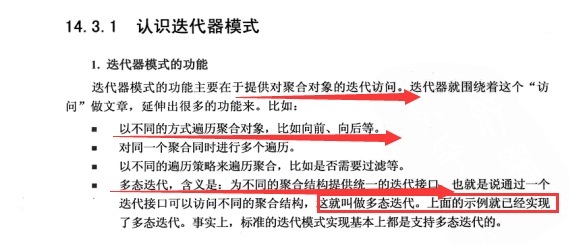 14.3.1 认识迭代器模式
1. 迭代器模式的功能
迭代器模式的功能主要在于提供对聚合对象的迭代访问。迭代器就围绕着这个“访
问”做文章，延伸出很多的功能来。比如：
■ 以不同的方式遍历聚合对象，比如向前、向后等。
■ 对同一个聚合同时进行多个遍历。
■ 以不同的遍历策略来遍历聚合，比如是否需要过滤等。
■ 多态迭代，含义是：为不同的聚合结构提供统一的迭代接口，也就是说通过一个
迭代接口可以访问不同的聚合结构，这就叫做多态迭代。上面的示例就已经实现
了多态迭代。事实上，标准的迭代模式实现基本上都是支持多态迭代的。